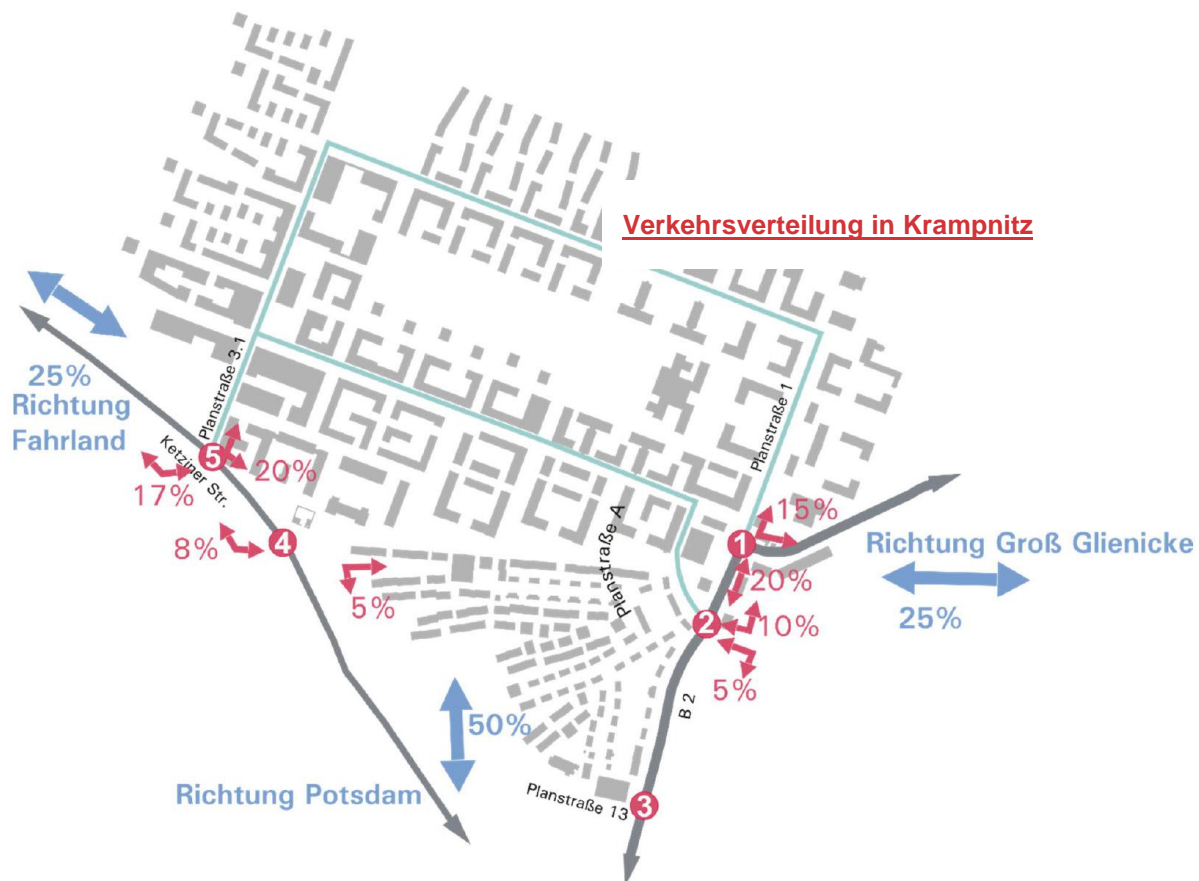 Verkehrsverteilung in Krampnitz
25%
Richtung
Fahrland
Planstraße 3.1
Ketziner Str.
5
20%
17%
8%
4
5%
Planstraße A
Planstraße 1
1
15%
20%
2
10%
5%
Richtung Groß Glienicke
25%
B 2
50%
Richtung Potsdam
Planstraße 13
3